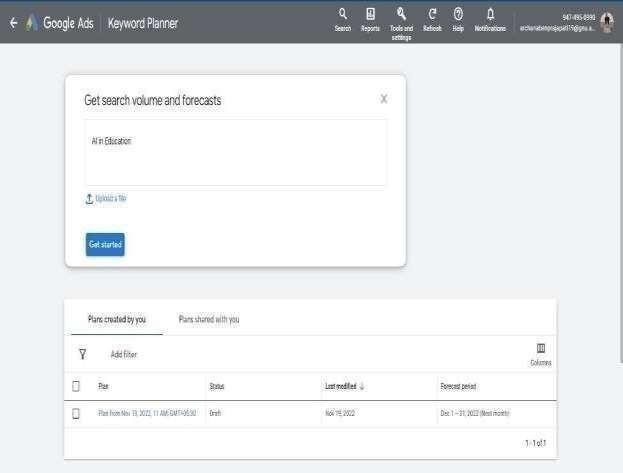 Google Ads Keyword Planner
Search Reports Tools and settings Refresh Help Notifications
947-495-0990
Get search volume and forecasts X
AI in Education
Upload a file
Get started
Plans created by you Plans shared with you
Add filter
Columns
Plan Status Last modified Forecast period
Plan from Nov 19, 2022, 11 AM, GMT+05:30 Draft Nov 19, 2022 Dec 1 – 31, 2022 (Next month)
1 - 1 of 1